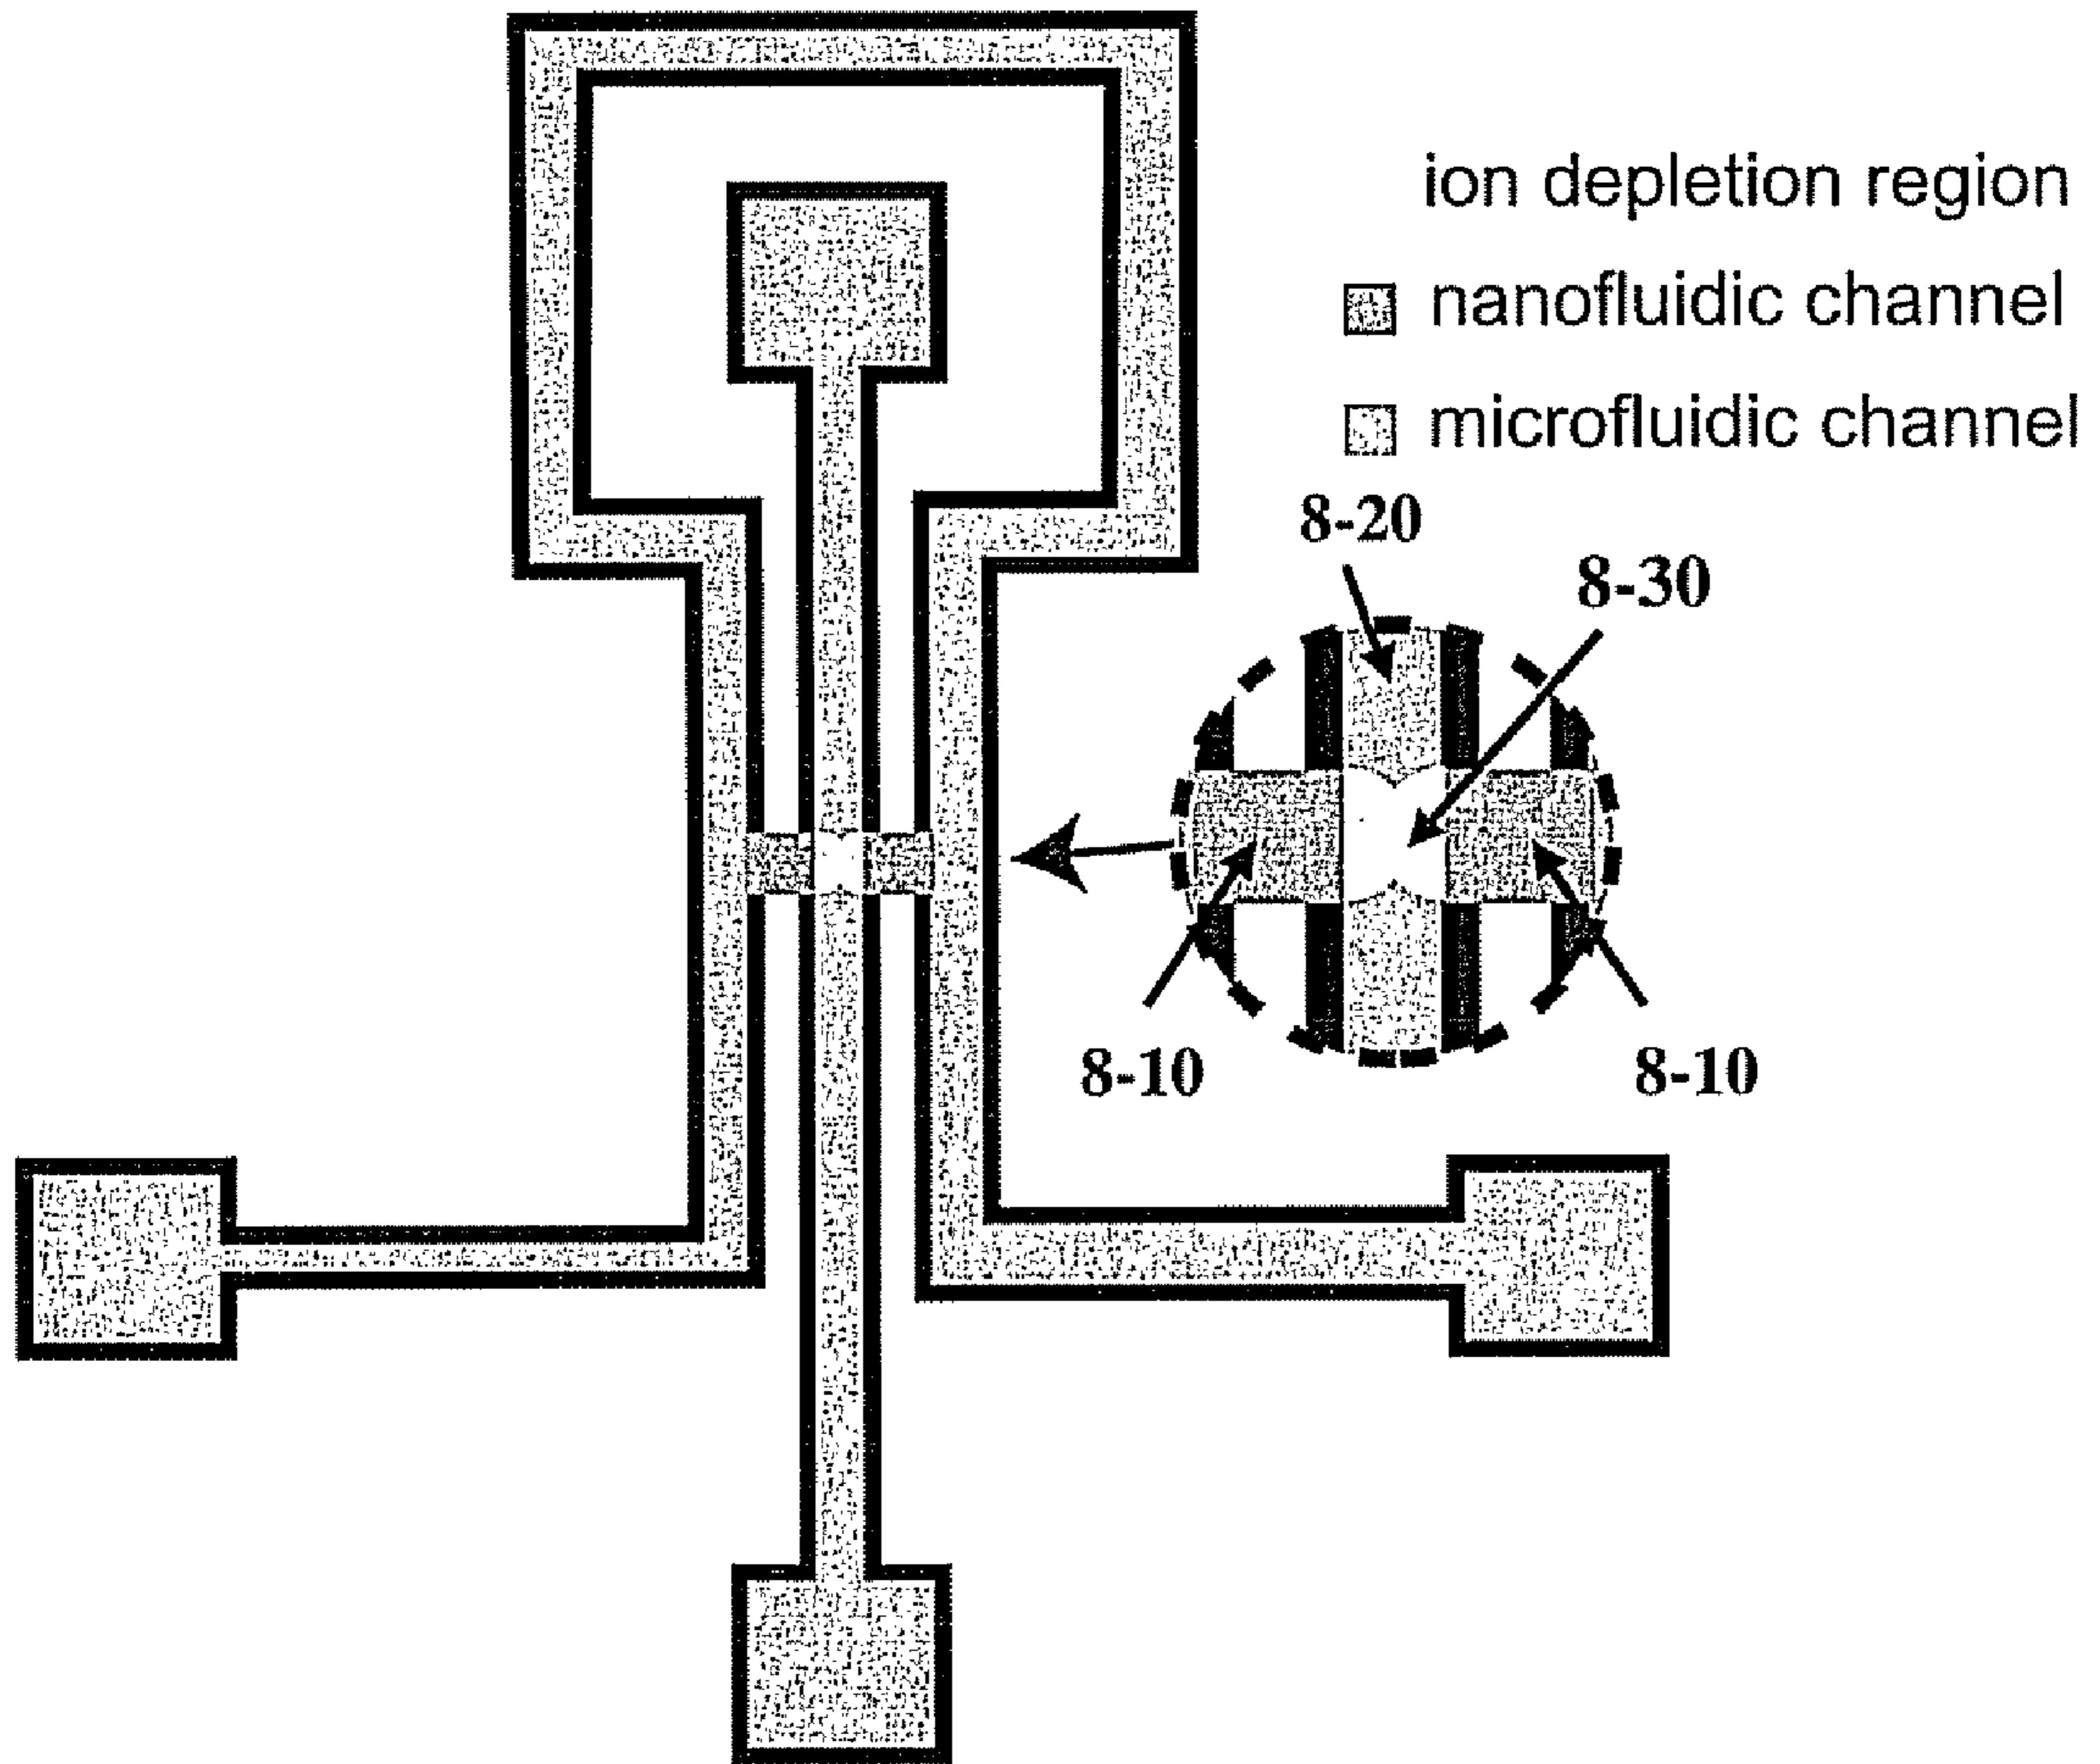 ion depletion region
nanofluidic channel
microfluidic channel
8-20
8-30
8-10
8-10